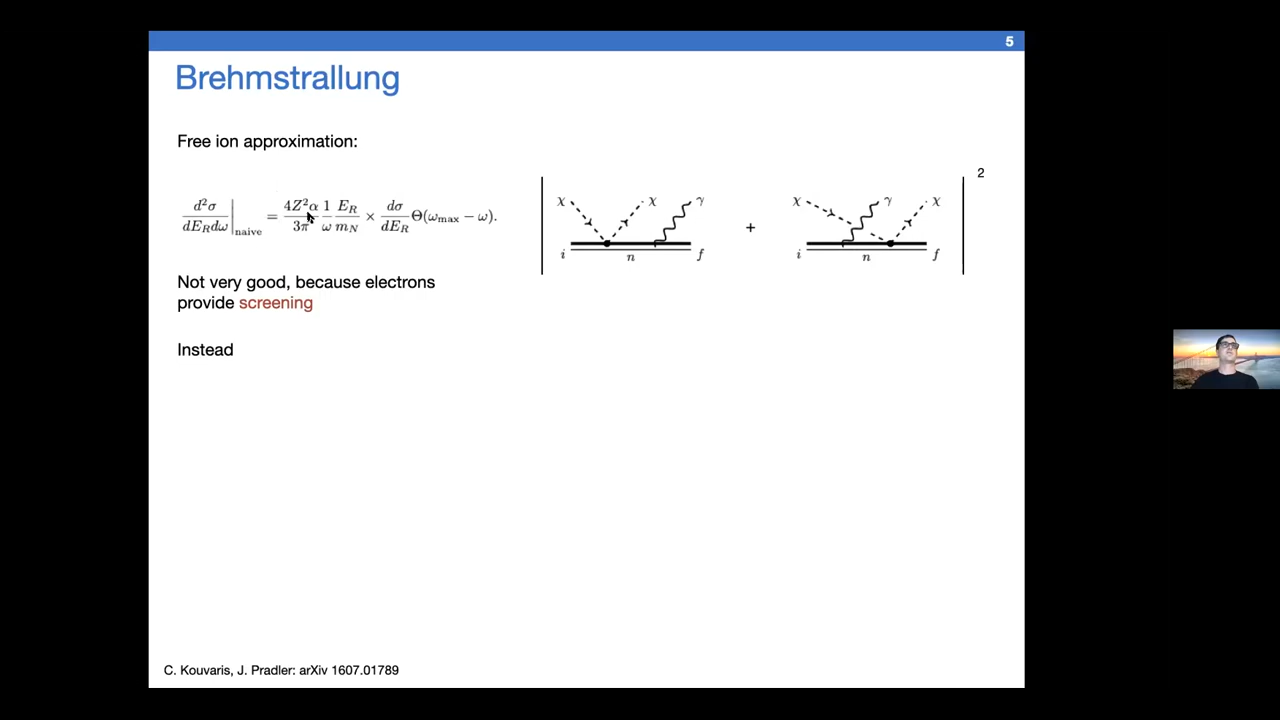 5
Brehmstrallung
Free ion approximation:
d²σ/dE_R dω |_naive = 4Z²α/3π 1/ω E_R/m_N × dσ/dE_R Θ(ω_max − ω).
2
χ χ γ + χ γ χ
i n f i n f
Not very good, because electrons
provide screening
Instead
C. Kouvaris, J. Pradler: arXiv 1607.01789